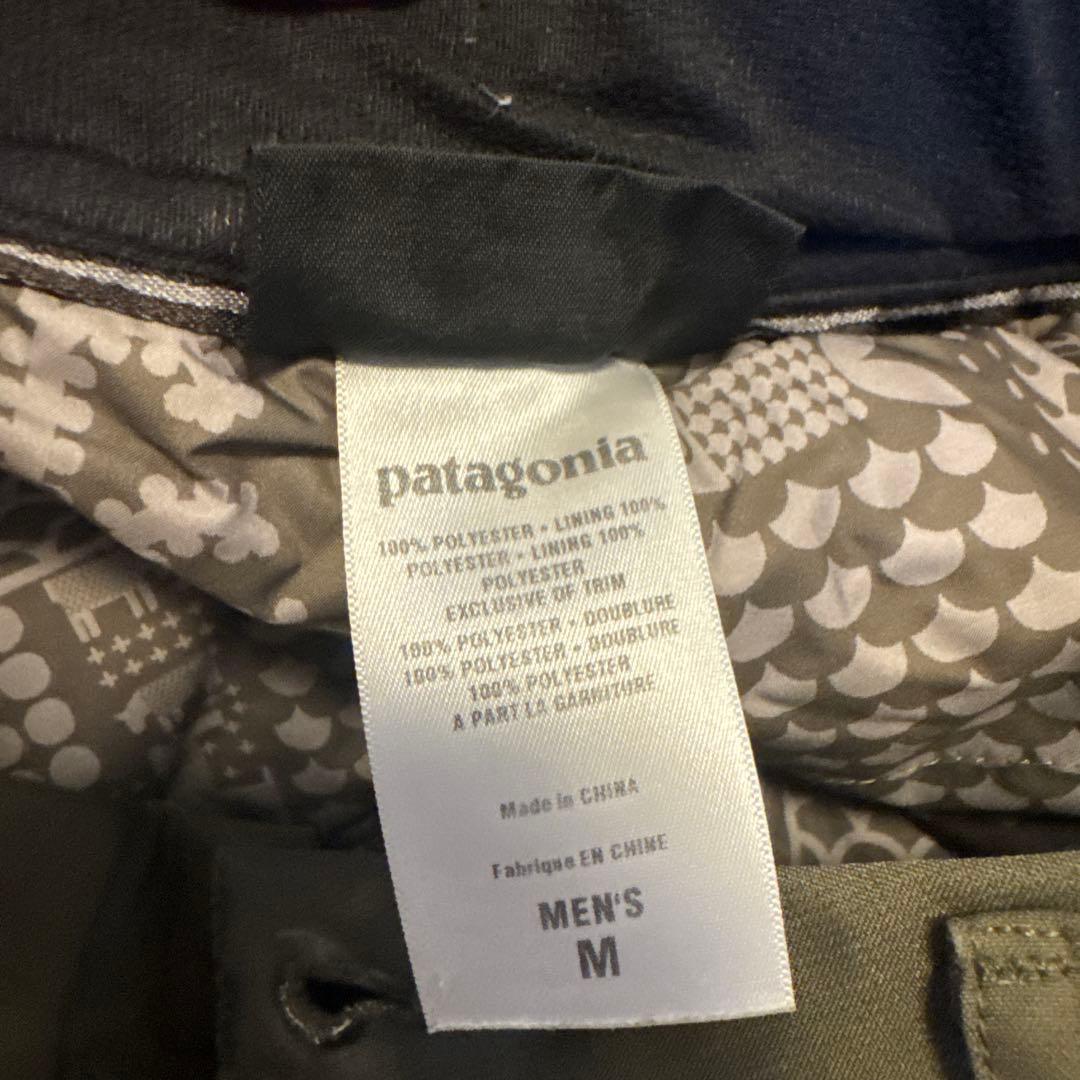 patagonia
100% POLYESTER • LINING 100%
POLYESTER • LINING 100%
POLYESTER
EXCLUSIVE OF TRIM
100% POLYESTER • DOUBLURE
100% POLYESTER • DOUBLURE
100% POLYESTER
A PART LA GARNITURE
Made in CHINA
Fabrique EN CHINE
MEN'S
M